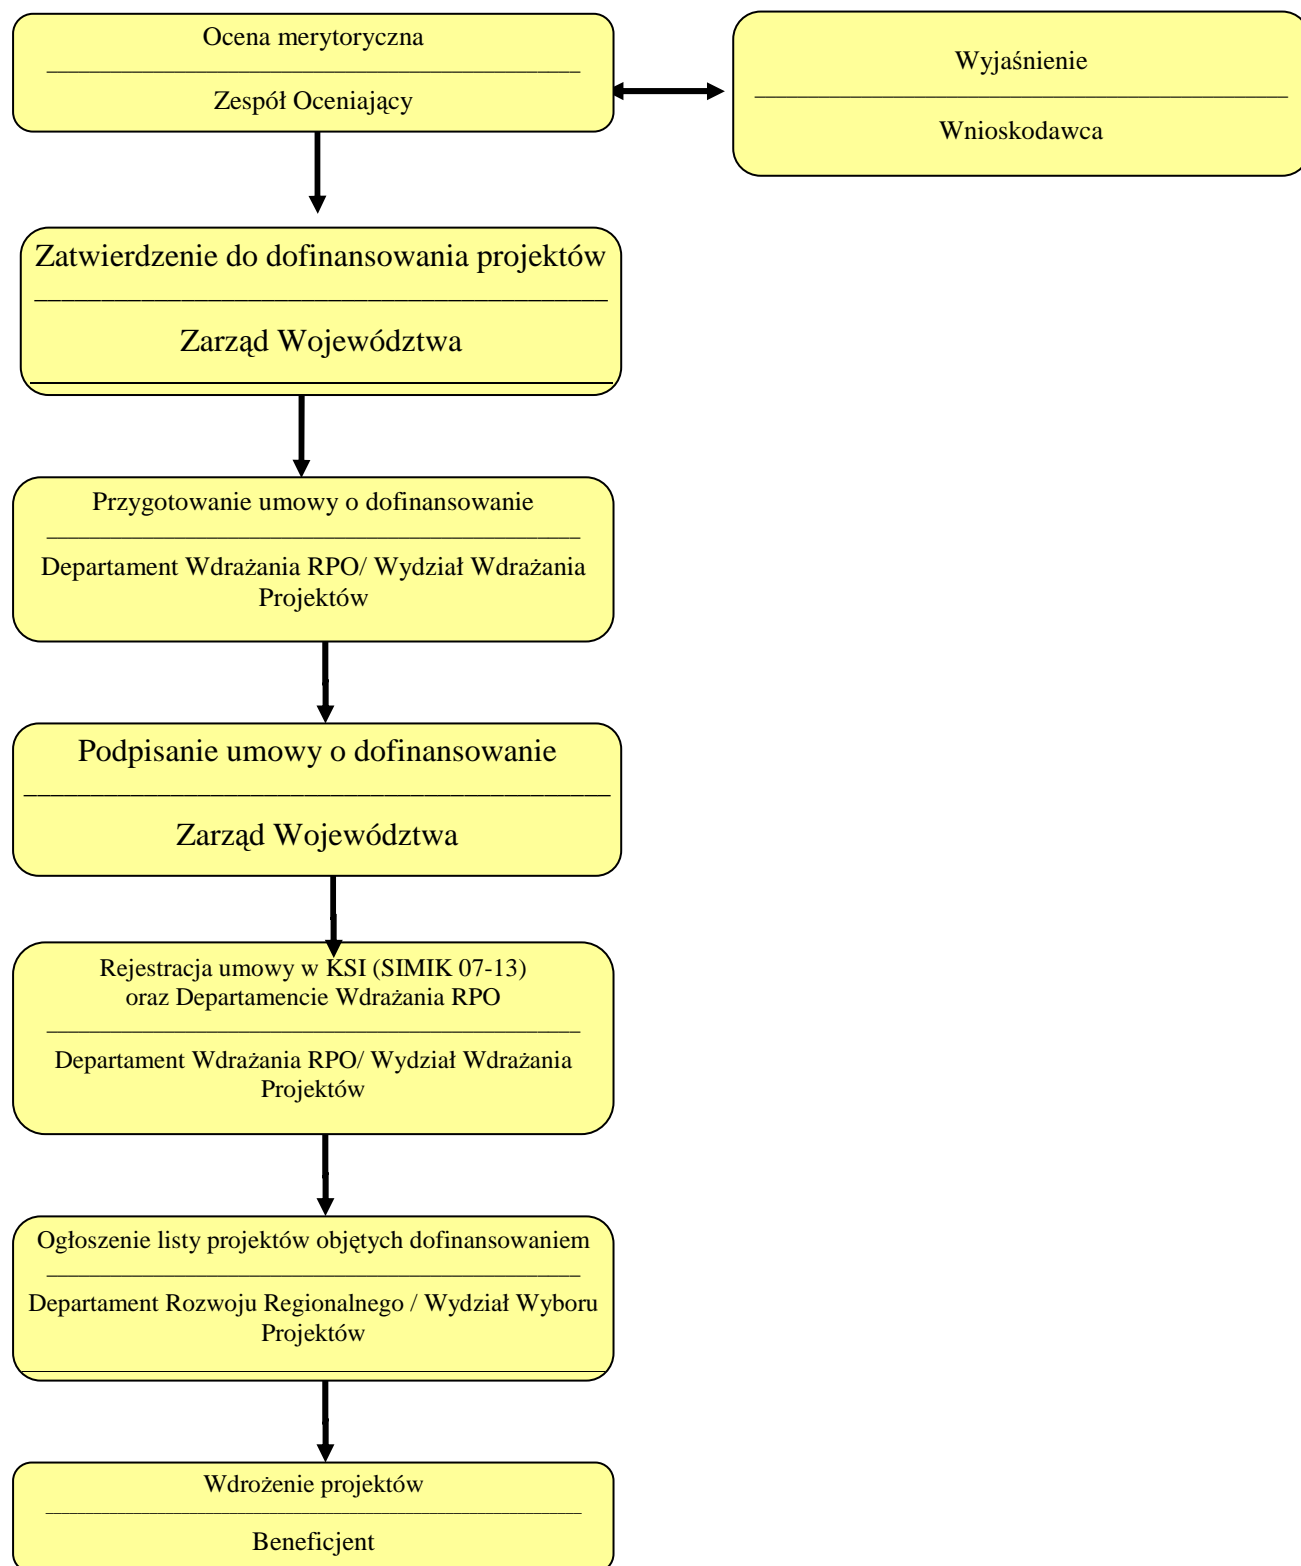 Ocena merytoryczna
Zespół Oceniający
Wyjaśnienie
Wnioskodawca
Zatwierdzenie do dofinansowania projektów
Zarząd Województwa
Przygotowanie umowy o dofinansowanie
Departament Wdrażania RPO/ Wydział Wdrażania
Projektów
Podpisanie umowy o dofinansowanie
Zarząd Województwa
Rejestracja umowy w KSI (SIMIK 07-13)
oraz Departamencie Wdrażania RPO
Departament Wdrażania RPO/ Wydział Wdrażania
Projektów
Ogłoszenie listy projektów objętych dofinansowaniem
Departament Rozwoju Regionalnego / Wydział Wyboru
Projektów
Wdrożenie projektów
Beneficjent